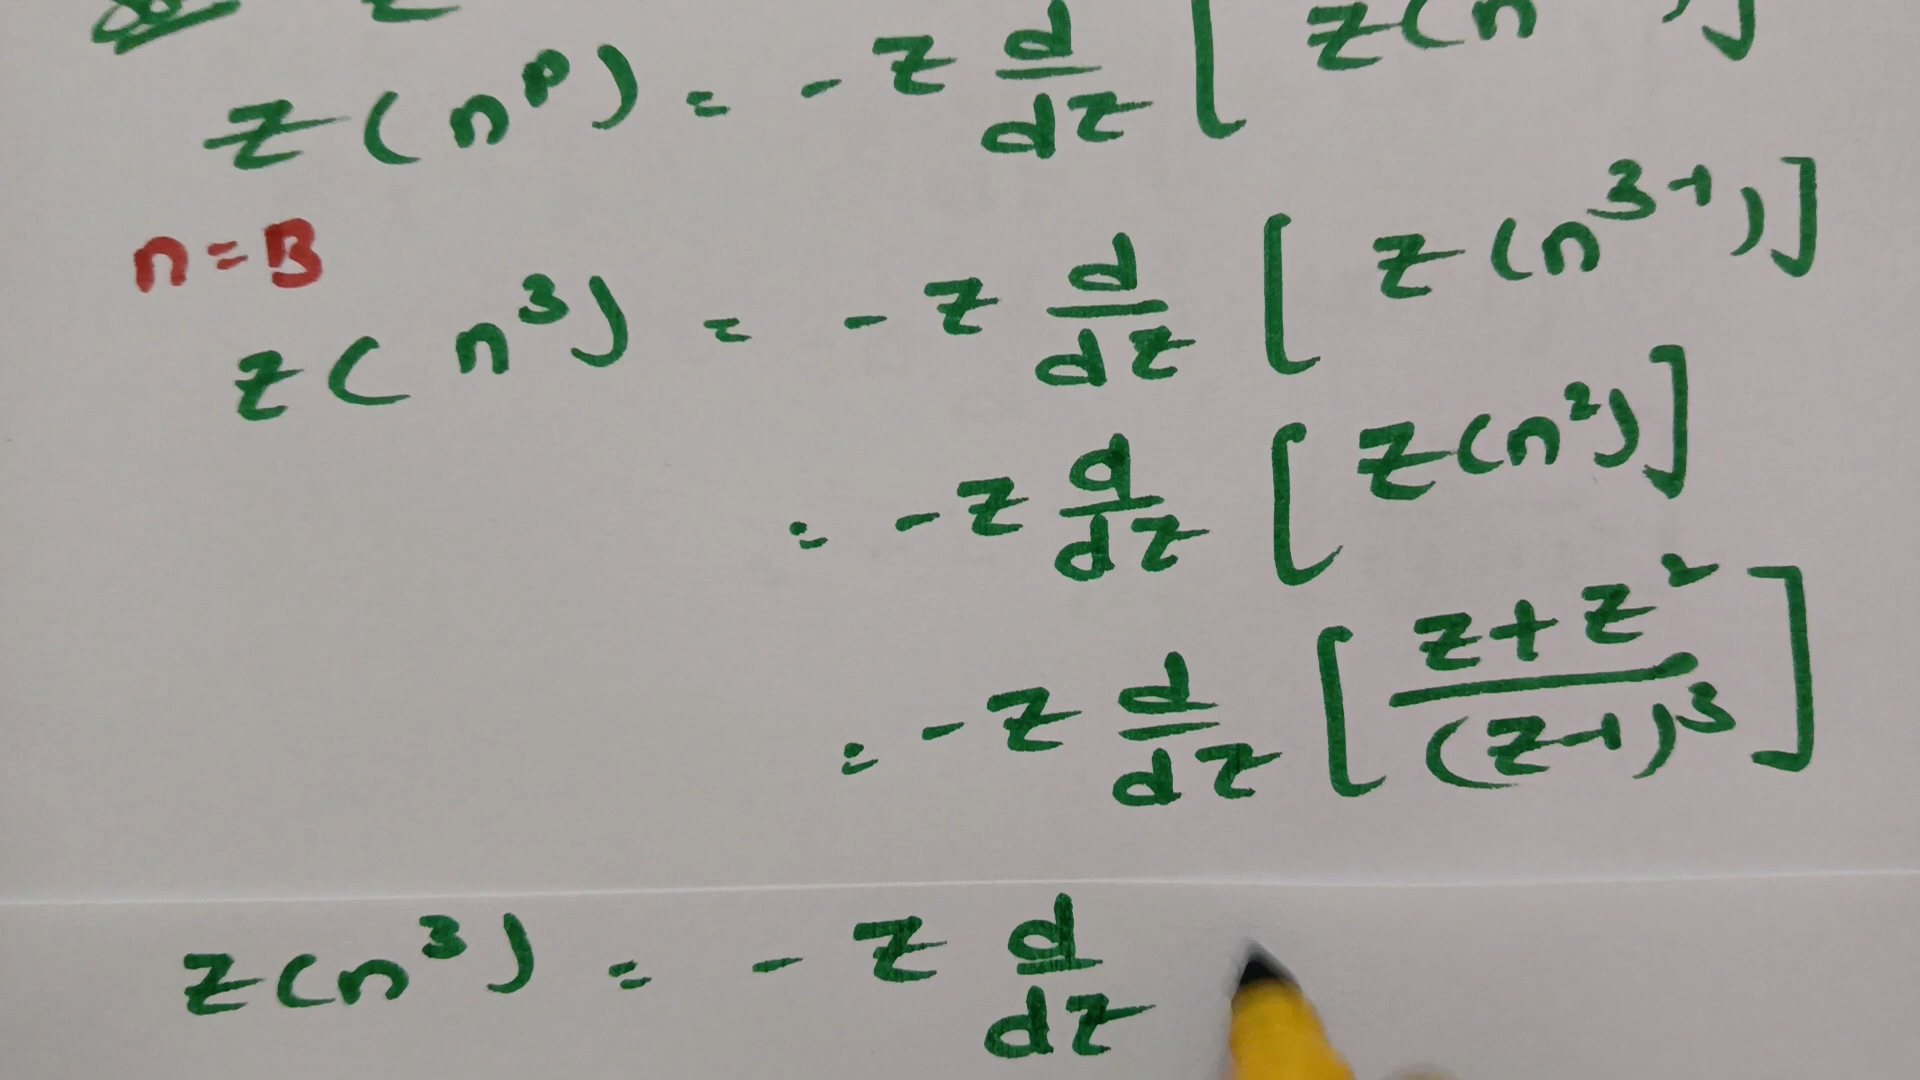 z(n^p) = -z d/dz [ z(n )]
n=3
z(n^3) = -z d/dz [ z(n^3-1)]
= -z d/dz [ z(n^2)]
= -z d/dz [ z+z^2/(z-1)^3 ]
z(n^3) = -z d/dz